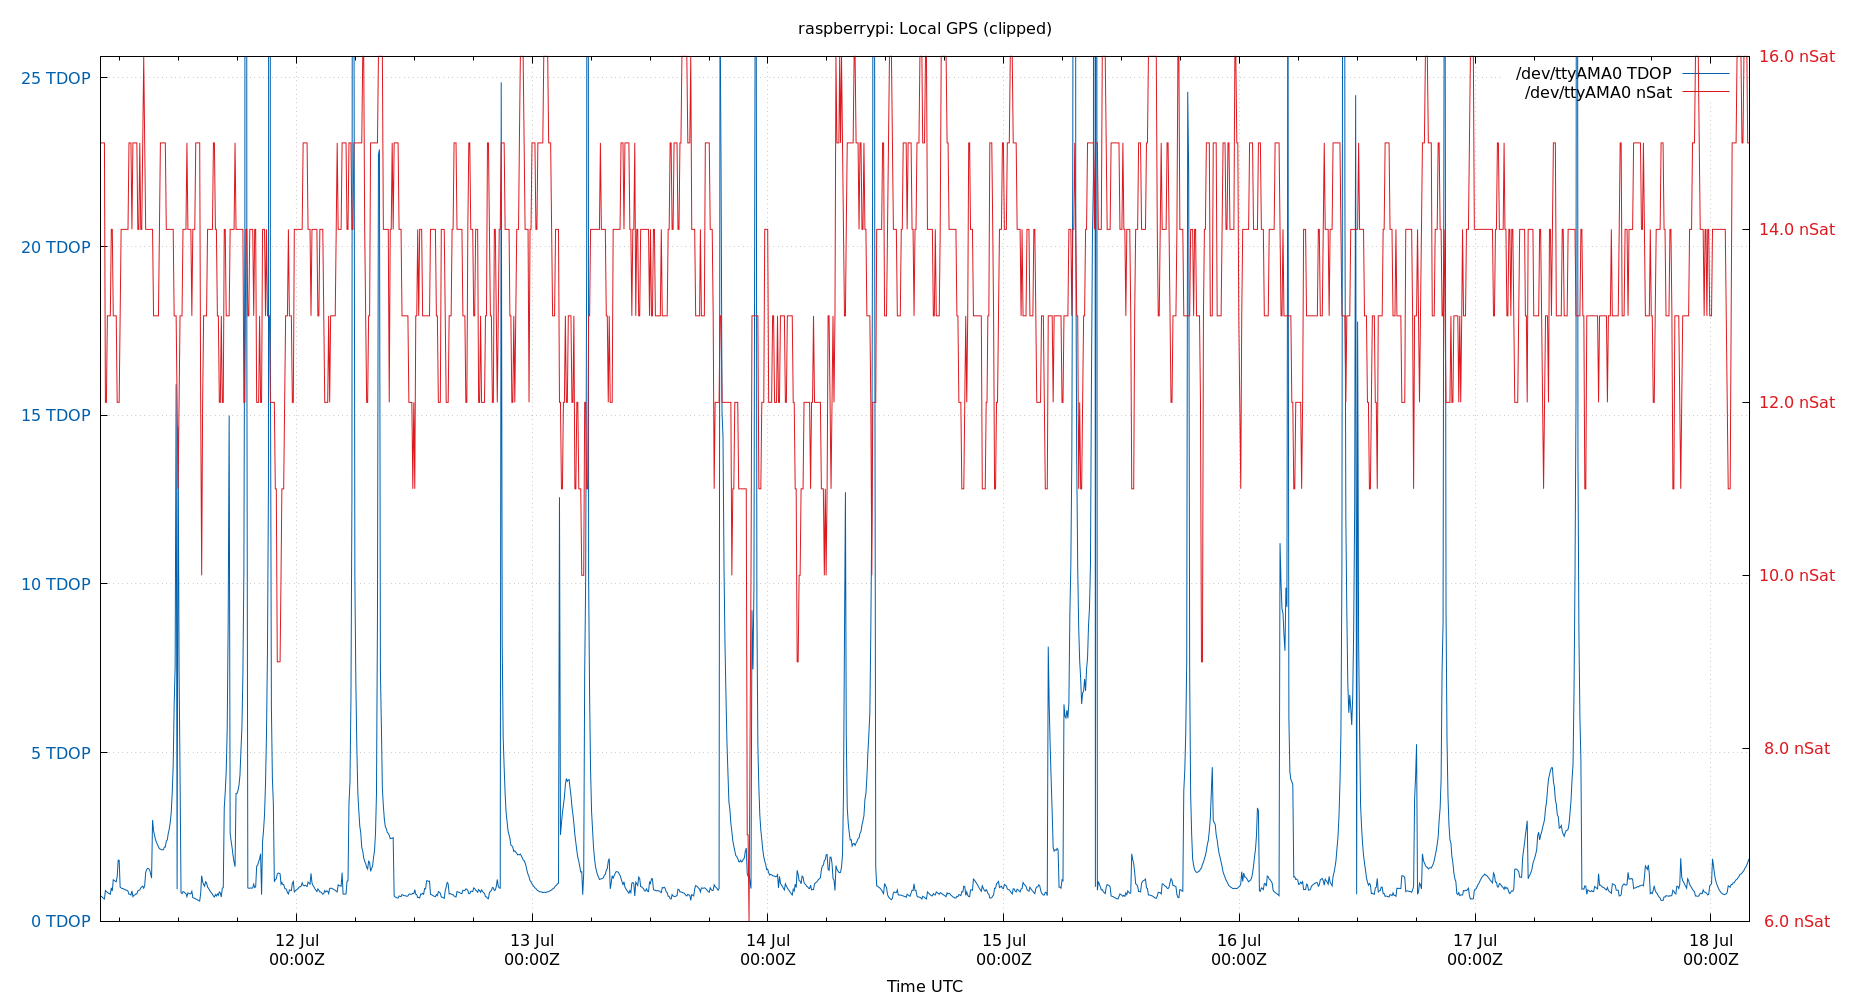 raspberrypi: Local GPS (clipped)
25 TDOP
20 TDOP
15 TDOP
10 TDOP
5 TDOP
0 TDOP
16.0 nSat
14.0 nSat
12.0 nSat
10.0 nSat
8.0 nSat
6.0 nSat
/dev/ttyAMA0 TDOP
/dev/ttyAMA0 nSat
12 Jul
00:00Z
13 Jul
00:00Z
14 Jul
00:00Z
15 Jul
00:00Z
16 Jul
00:00Z
17 Jul
00:00Z
18 Jul
00:00Z
Time UTC